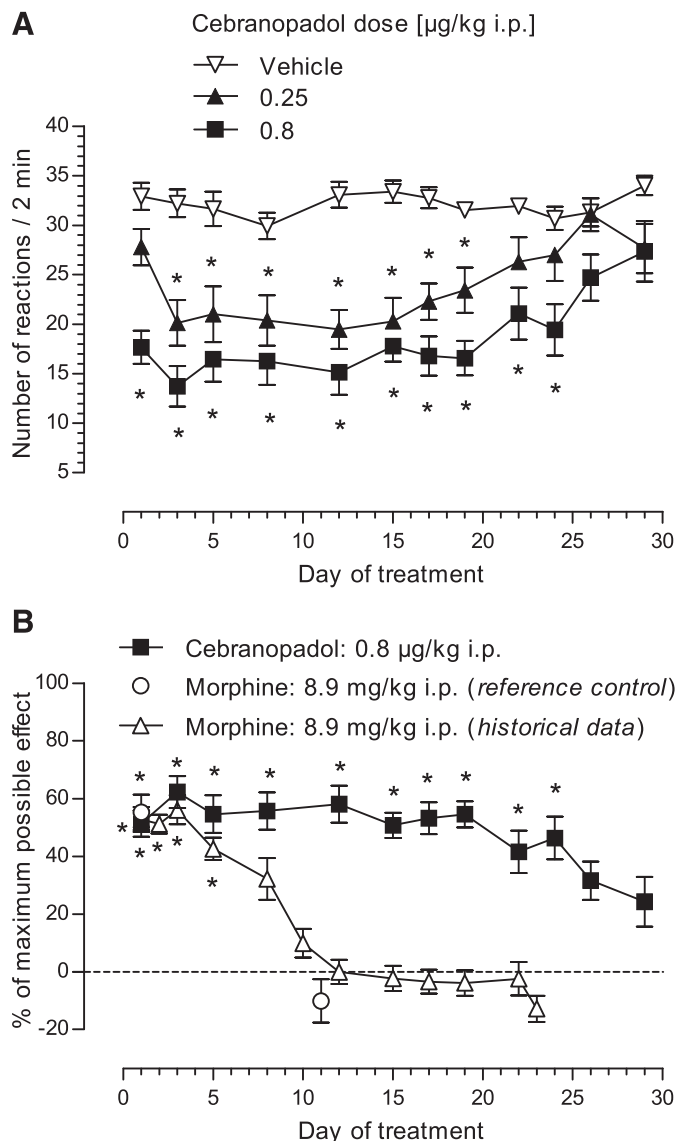 A
Cebranopadol dose [µg/kg i.p.]
Vehicle
0.25
0.8
Number of reactions / 2 min
40
35
30
25
20
15
10
5
* * * * * * * *
* * * * * * * * * *
0 5 10 15 20 25 30
Day of treatment
B
Cebranopadol: 0.8 µg/kg i.p.
Morphine: 8.9 mg/kg i.p. (reference control)
Morphine: 8.9 mg/kg i.p. (historical data)
% of maximum possible effect
100
80
60
40
20
0
-20
* * * * * * * * * *
* * * * *
0 5 10 15 20 25 30
Day of treatment